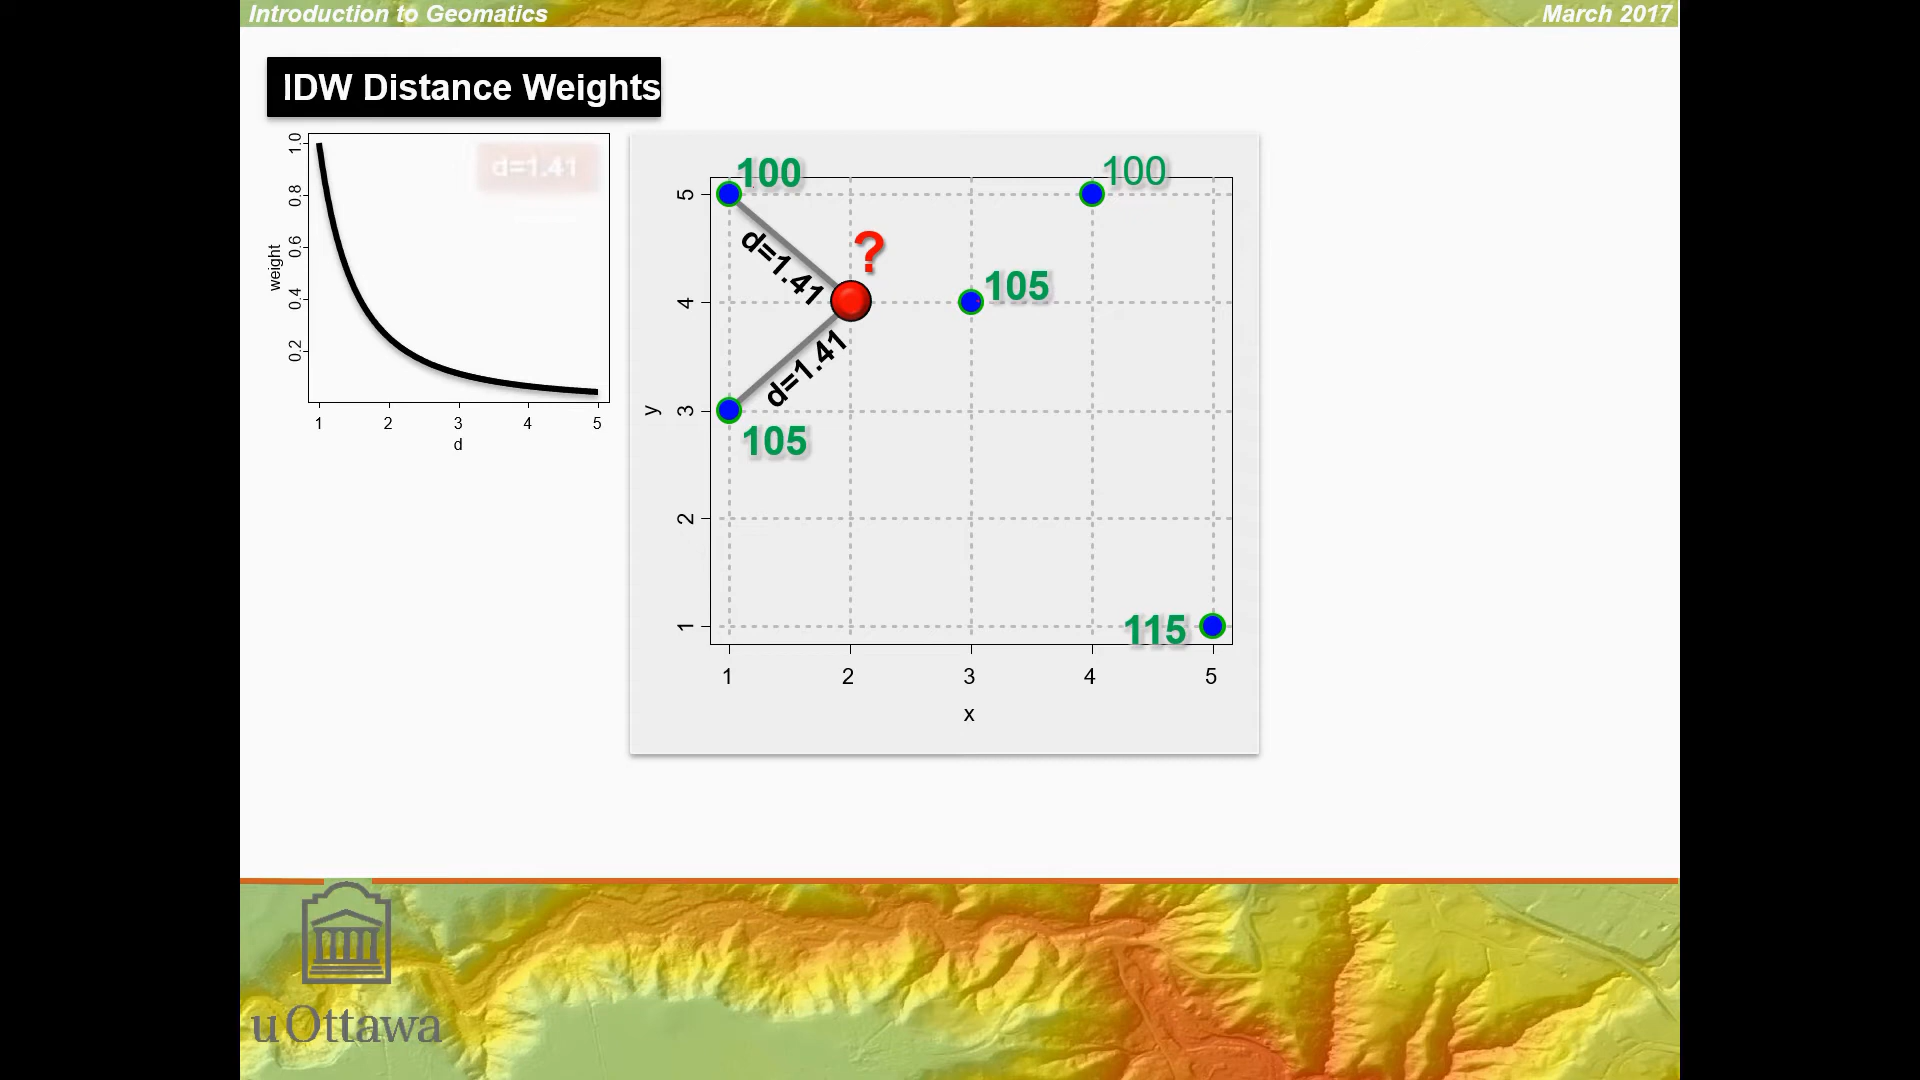 Introduction to Geomatics
March 2017
IDW Distance Weights
d=1.41
1.0
0.8
0.6
0.4
0.2
weight
1 2 3 4 5
d
100
100
?
d=1.41
105
d=1.41
105
115
5
4
3
2
1
y
1 2 3 4 5
x
uOttawa